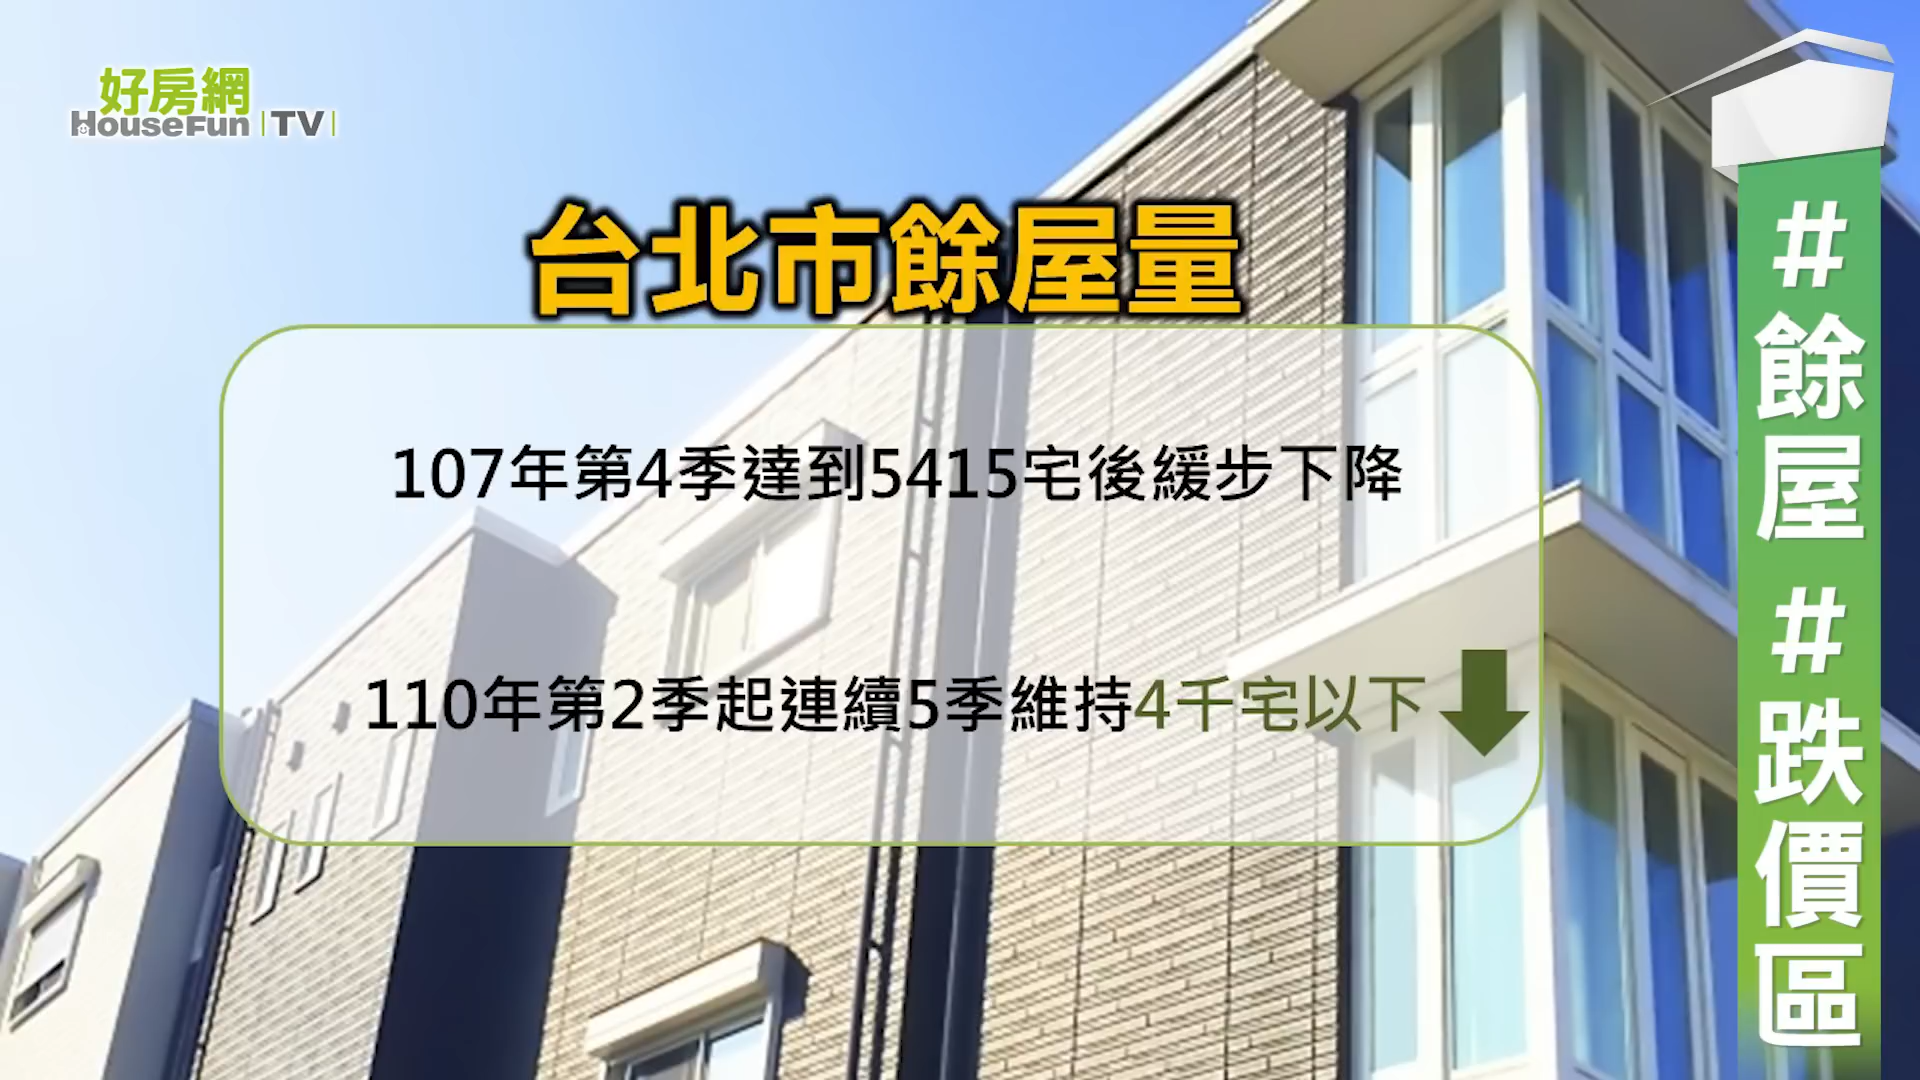 好房網
HouseFun TV
台北市餘屋量
107年第4季達到5415宅後緩步下降
110年第2季起連續5季維持4千宅以下
#餘屋 #跌價區